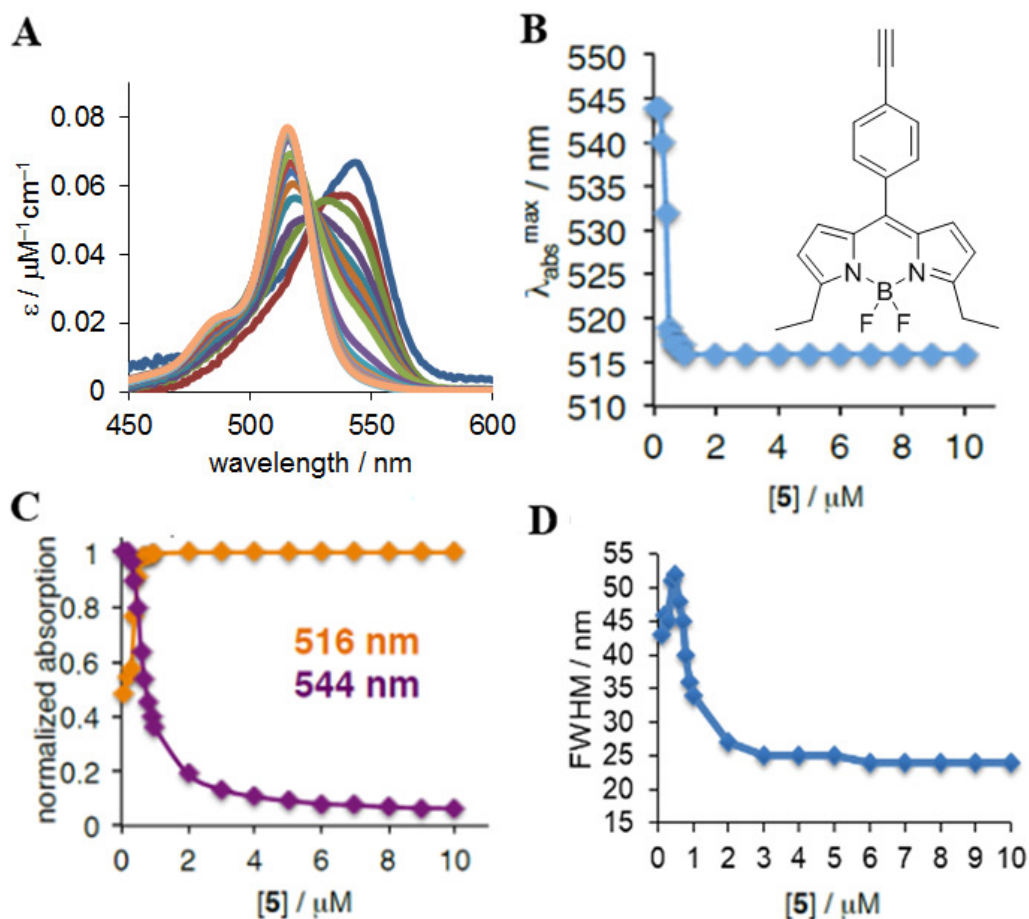 A
0.08
0.06
0.04
0.02
0
ε / μM⁻¹cm⁻¹
450 500 550 600
wavelength / nm
B
550
545
540
535
530
525
520
515
510
λabs^max / nm
0 2 4 6 8 10
[5] / μM
N N
B
F F
C
1
0.8
0.6
0.4
0.2
0
normalized absorption
516 nm
544 nm
0 2 4 6 8 10
[5] / μM
D
55
50
45
40
35
30
25
20
15
FWHM / nm
0 1 2 3 4 5 6 7 8 9 10
[5] / μM